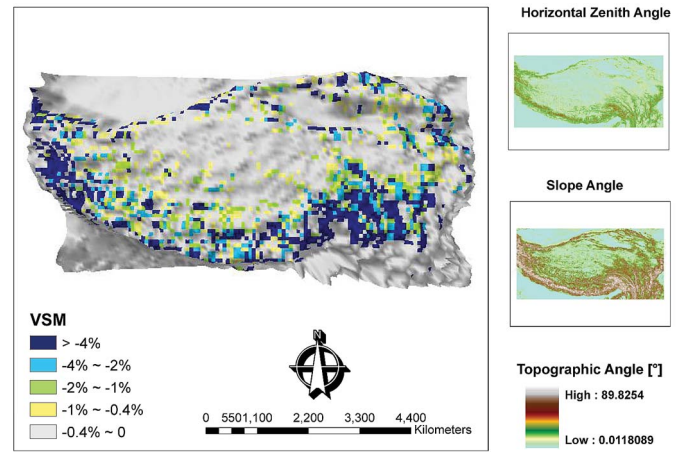 Horizontal Zenith Angle
Slope Angle
VSM
> -4%
-4% ~ -2%
-2% ~ -1%
-1% ~ -0.4%
-0.4% ~ 0
N
0 5501,100 2,200 3,300 4,400
Kilometers
Topographic Angle [°]
High : 89.8254
Low : 0.0118089